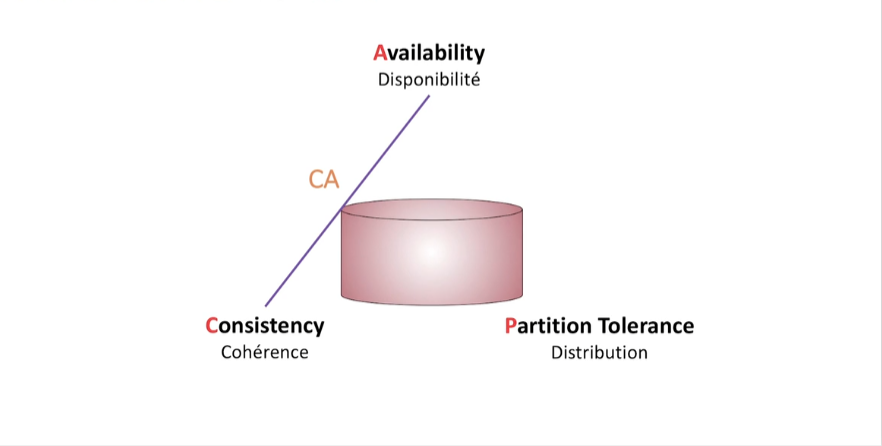 Availability
Disponibilité
CA
Consistency
Cohérence
Partition Tolerance
Distribution